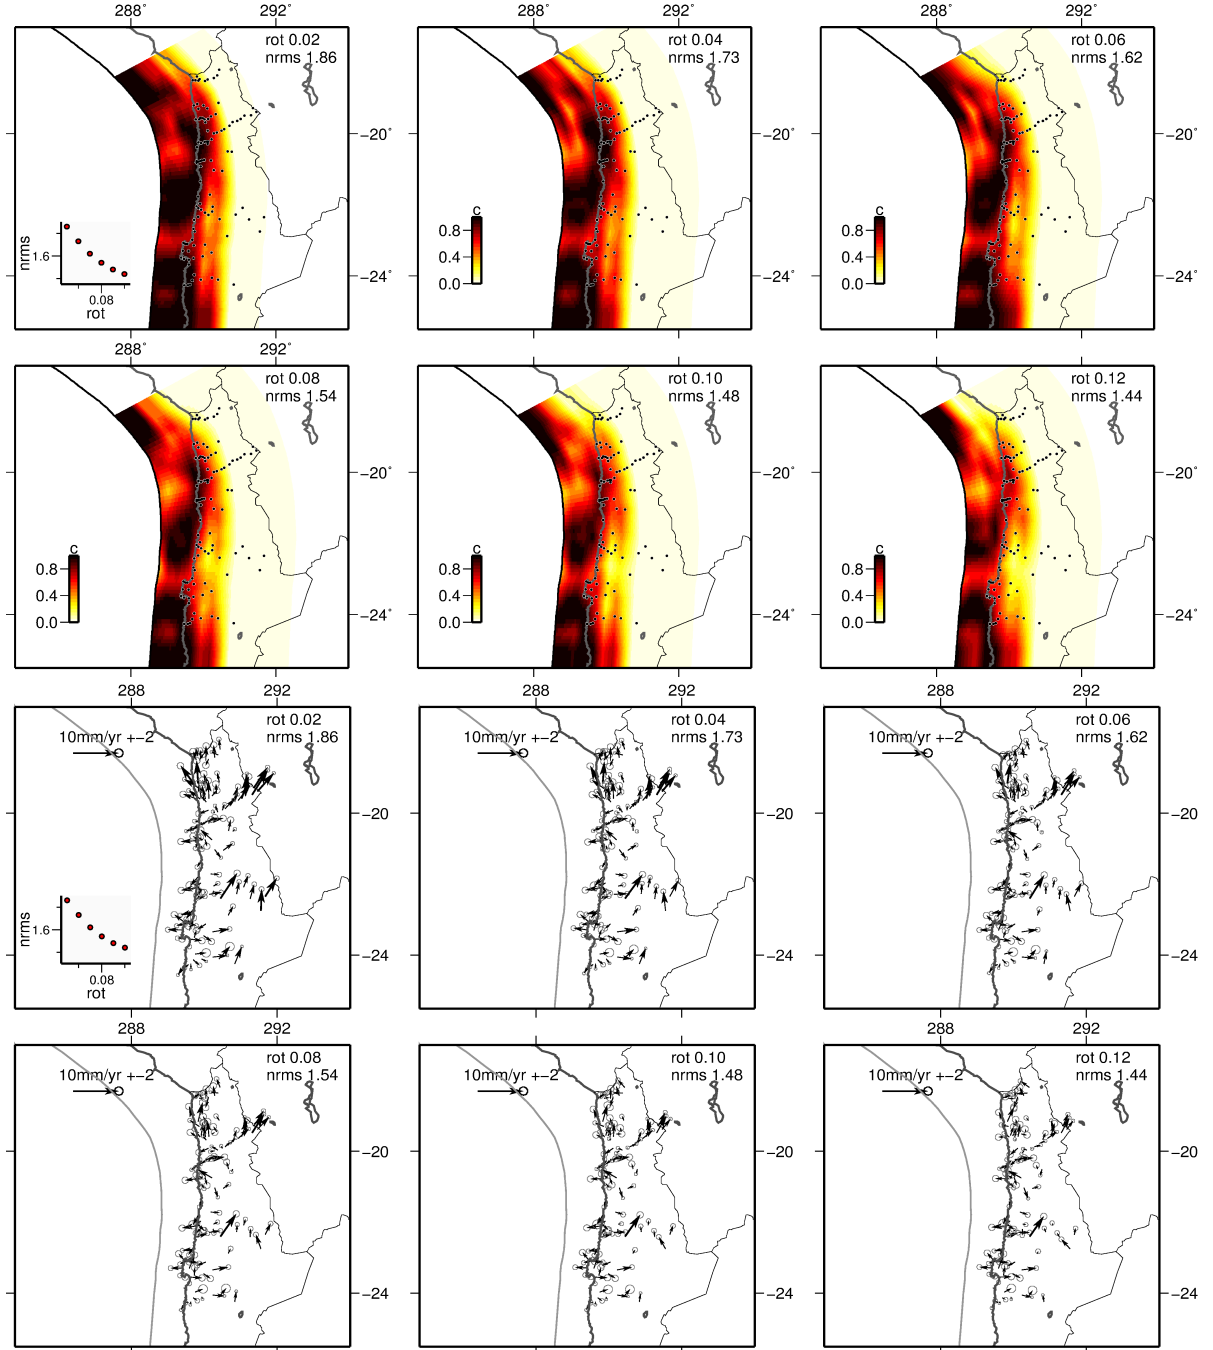 288° 292° 288° 292° 288° 292°
rot 0.02
nrms 1.86
rot 0.04
nrms 1.73
rot 0.06
nrms 1.62
−20° −20° −20°
nrms
1.6
0.08
rot
c
0.8
0.4
0.0
c
0.8
0.4
0.0
−24° −24° −24°
288° 292° 288° 292° 288° 292°
rot 0.08
nrms 1.54
rot 0.10
nrms 1.48
rot 0.12
nrms 1.44
−20° −20° −20°
c
0.8
0.4
0.0
c
0.8
0.4
0.0
c
0.8
0.4
0.0
−24° −24° −24°
288 292 288 292 288 292
rot 0.02
nrms 1.86
10mm/yr +−2
rot 0.04
nrms 1.73
10mm/yr +−2
rot 0.06
nrms 1.62
10mm/yr +−2
−20 −20 −20
nrms
1.6
0.08
rot
−24 −24 −24
288 292 288 292 288 292
rot 0.08
nrms 1.54
10mm/yr +−2
rot 0.10
nrms 1.48
10mm/yr +−2
rot 0.12
nrms 1.44
10mm/yr +−2
−20 −20 −20
−24 −24 −24